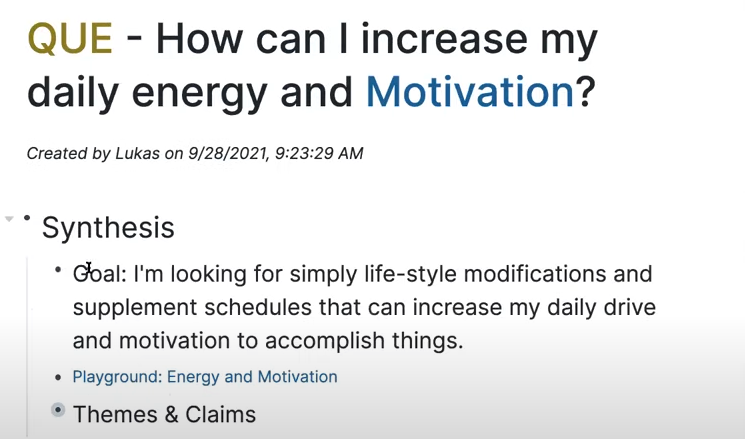 QUE - How can I increase my
daily energy and Motivation?
Created by Lukas on 9/28/2021, 9:23:29 AM
Synthesis
Goal: I'm looking for simply life-style modifications and
supplement schedules that can increase my daily drive
and motivation to accomplish things.
Playground: Energy and Motivation
Themes & Claims